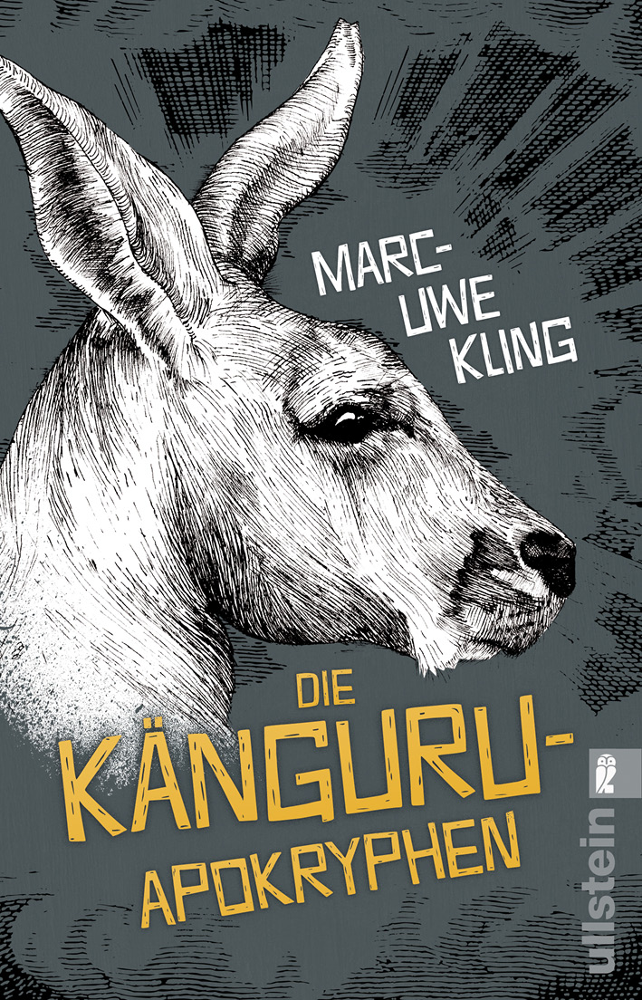 MARC-
UWE
KLING
DIE
KÄNGURU-
APOKRYPHEN
ullstein